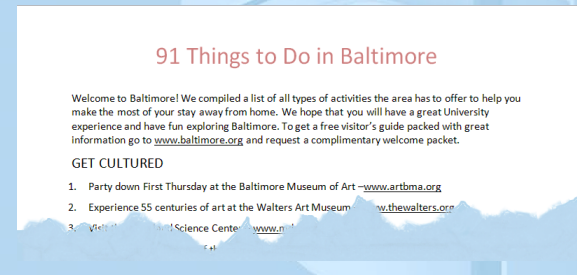 91 Things to Do in Baltimore
Welcome to Baltimore! We compiled a list of all types of activities the area has to offer to help you
make the most of your stay away from home. We hope that you will have a great University
experience and have fun exploring Baltimore. To get a free visitor's guide packed with great
information go to www.baltimore.org and request a complimentary welcome packet.
GET CULTURED
1. Party down First Thursday at the Baltimore Museum of Art –www.artbma.org
2. Experience 55 centuries of art at the Walters Art Museum w.thewalters.org
3. Visit Science Cente www.m